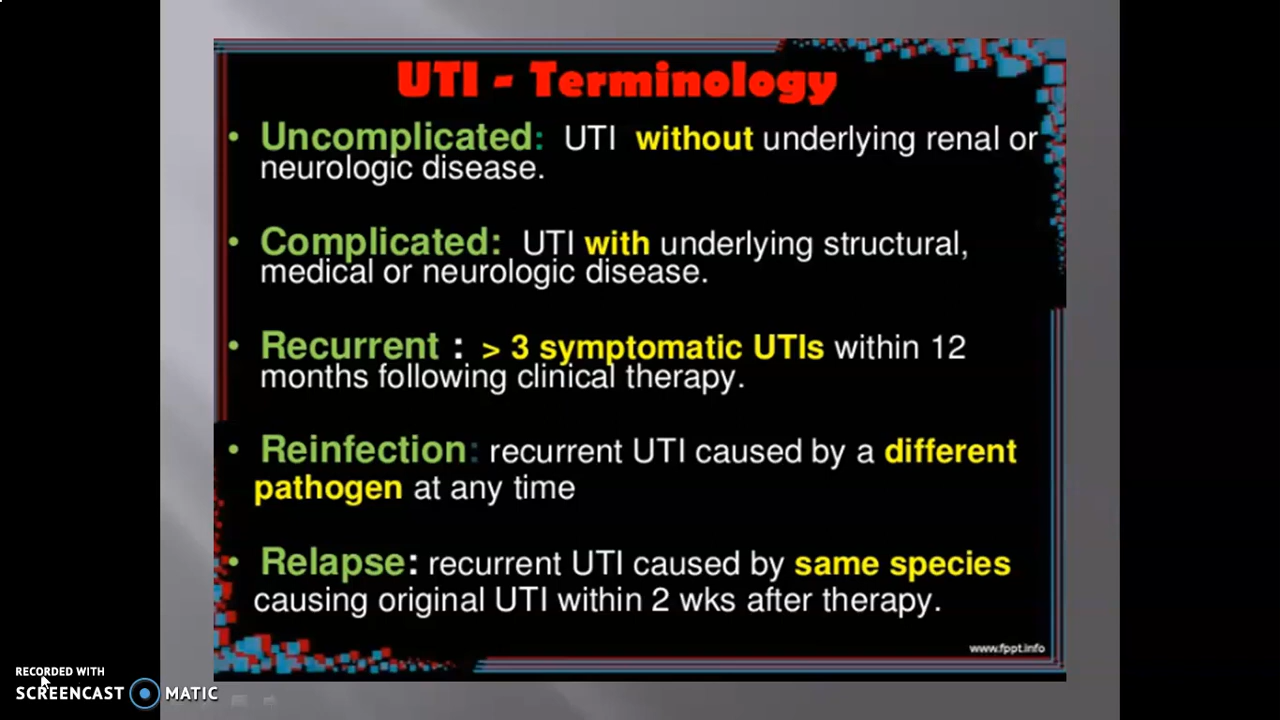 UTI - Terminology
• Uncomplicated: UTI without underlying renal or
neurologic disease.
• Complicated: UTI with underlying structural,
medical or neurologic disease.
• Recurrent : > 3 symptomatic UTIs within 12
months following clinical therapy.
• Reinfection: recurrent UTI caused by a different
pathogen at any time
• Relapse: recurrent UTI caused by same species
causing original UTI within 2 wks after therapy.
www.fppt.info
RECORDED WITH
SCREENCAST MATIC